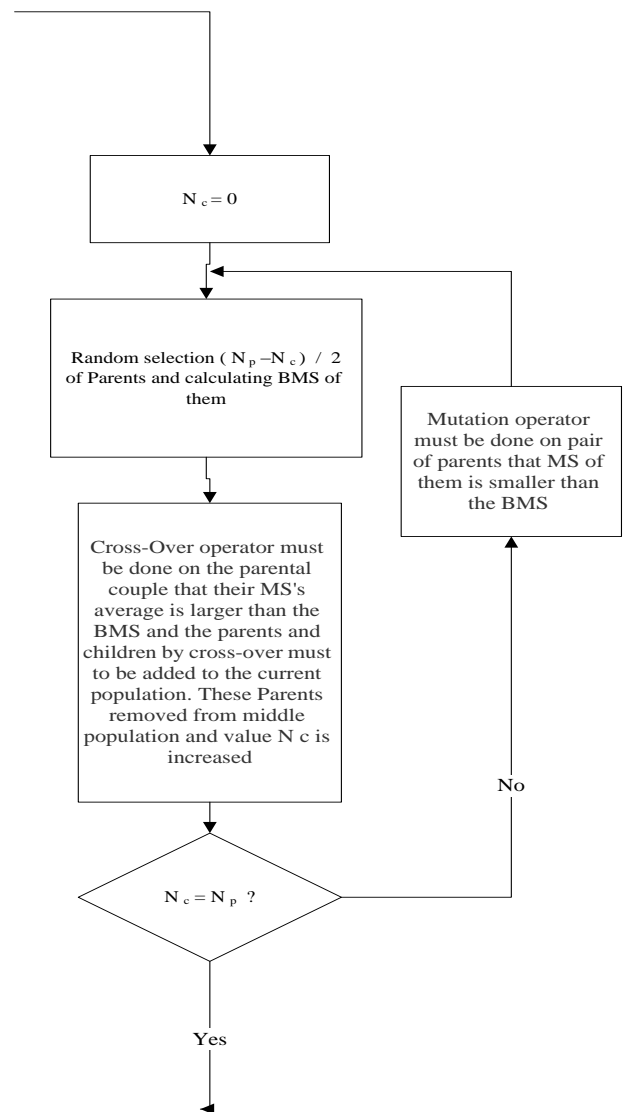 N c = 0
Random selection ( N p – N c ) / 2
of Parents and calculating BMS of
them
Mutation operator
must be done on pair
of parents that MS of
them is smaller than
the BMS
Cross-Over operator must
be done on the parental
couple that their MS's
average is larger than the
BMS and the parents and
children by cross-over must
to be added to the current
population. These Parents
removed from middle
population and value N c is
increased
No
N c = N p ?
Yes